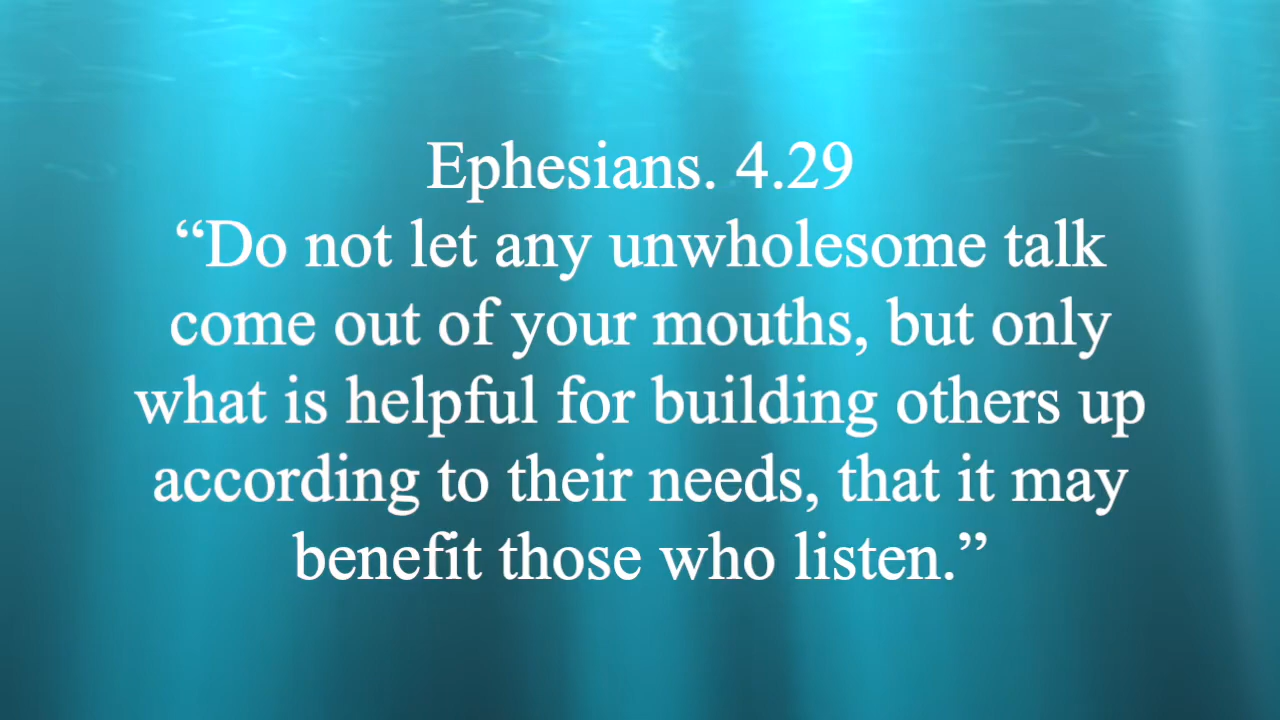 Ephesians. 4.29
“Do not let any unwholesome talk
come out of your mouths, but only
what is helpful for building others up
according to their needs, that it may
benefit those who listen.”